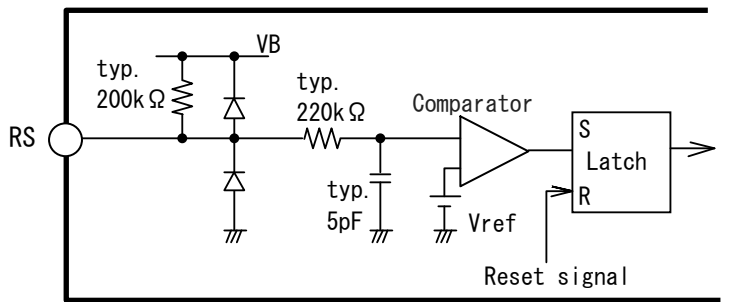 VB
typ.
200kΩ
typ.
220kΩ
Comparator
RS
S
Latch
R
typ.
5pF
Vref
Reset signal